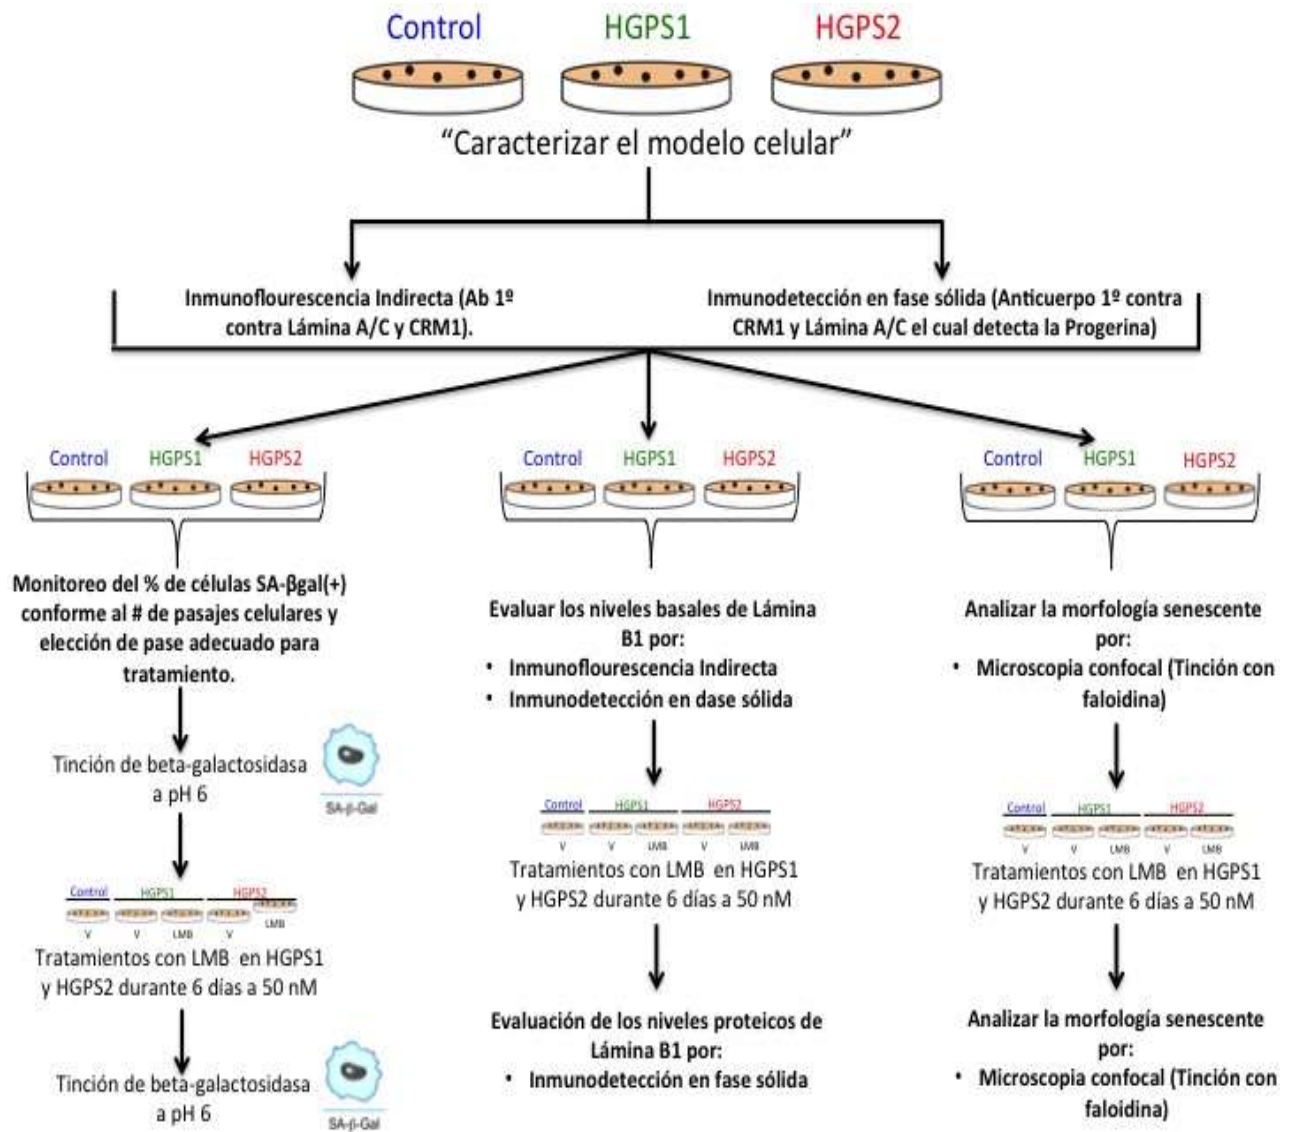 Control HGPS1 HGPS2
“Caracterizar el modelo celular”
Inmunoflourescencia Indirecta (Ab 1º
contra Lámina A/C y CRM1).
Inmunodetección en fase sólida (Anticuerpo 1º contra
CRM1 y Lámina A/C el cual detecta la Progerina)
Control HGPS1 HGPS2
Monitoreo del % de células SA-βgal(+)
conforme al # de pasajes celulares y
elección de pase adecuado para
tratamiento.
Tinción de beta-galactosidasa
a pH 6
SA-β-Gal
Control HGPS1 HGPS2
V V LMB V LMB
Tratamientos con LMB en HGPS1
y HGPS2 durante 6 días a 50 nM
Tinción de beta-galactosidasa
a pH 6
SA-β-Gal
Control HGPS1 HGPS2
Evaluar los niveles basales de Lámina
B1 por:
• Inmunoflourescencia Indirecta
• Inmunodetección en dase sólida
Control HGPS1 HGPS2
V V LMB V LMB
Tratamientos con LMB en HGPS1
y HGPS2 durante 6 días a 50 nM
Evaluación de los niveles proteicos de
Lámina B1 por:
• Inmunodetección en fase sólida
Control HGPS1 HGPS2
Analizar la morfología senescente
por:
• Microscopia confocal (Tinción con
faloidina)
Control HGPS1 HGPS2
V V LMB V LMB
Tratamientos con LMB en HGPS1
y HGPS2 durante 6 días a 50 nM
Analizar la morfología senescente
por:
• Microscopia confocal (Tinción con
faloidina)